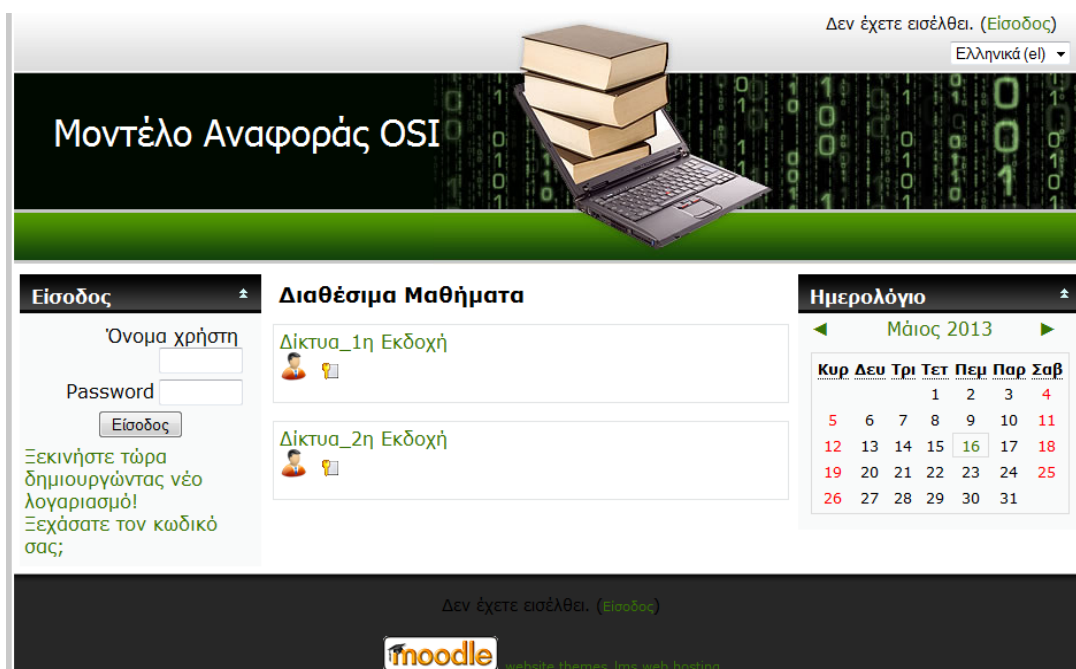 Δεν έχετε εισέλθει. (Είσοδος)
Ελληνικά (el)
Μοντέλο Αναφοράς OSI
Είσοδος
Όνομα χρήστη
Password
Είσοδος
Ξεκινήστε τώρα
δημιουργώντας νέο
λογαριασμό!
Ξεχάσατε τον κωδικό
σας;
Διαθέσιμα Μαθήματα
Δίκτυα_1η Εκδοχή
Δίκτυα_2η Εκδοχή
Ημερολόγιο
◄ Μάιος 2013 ►
Κυρ Δευ Τρι Τετ Πεμ Παρ Σαβ
1 2 3 4
5 6 7 8 9 10 11
12 13 14 15 16 17 18
19 20 21 22 23 24 25
26 27 28 29 30 31
Δεν έχετε εισέλθει. (Είσοδος)
moodle website themes, lms web hosting